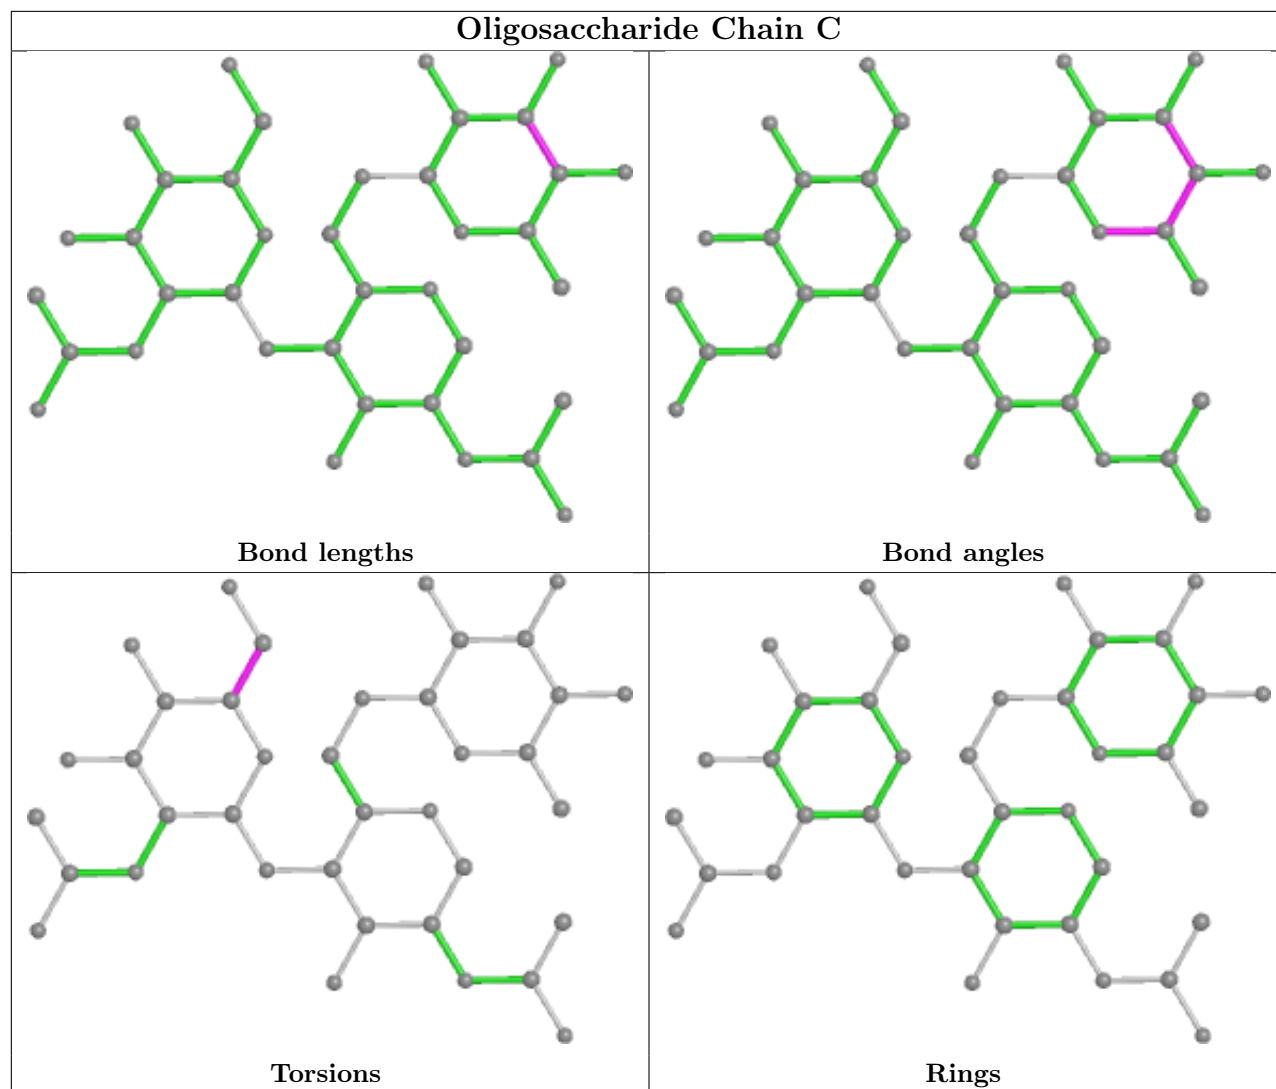 Oligosaccharide Chain C
Bond lengths
Bond angles
Torsions
Rings